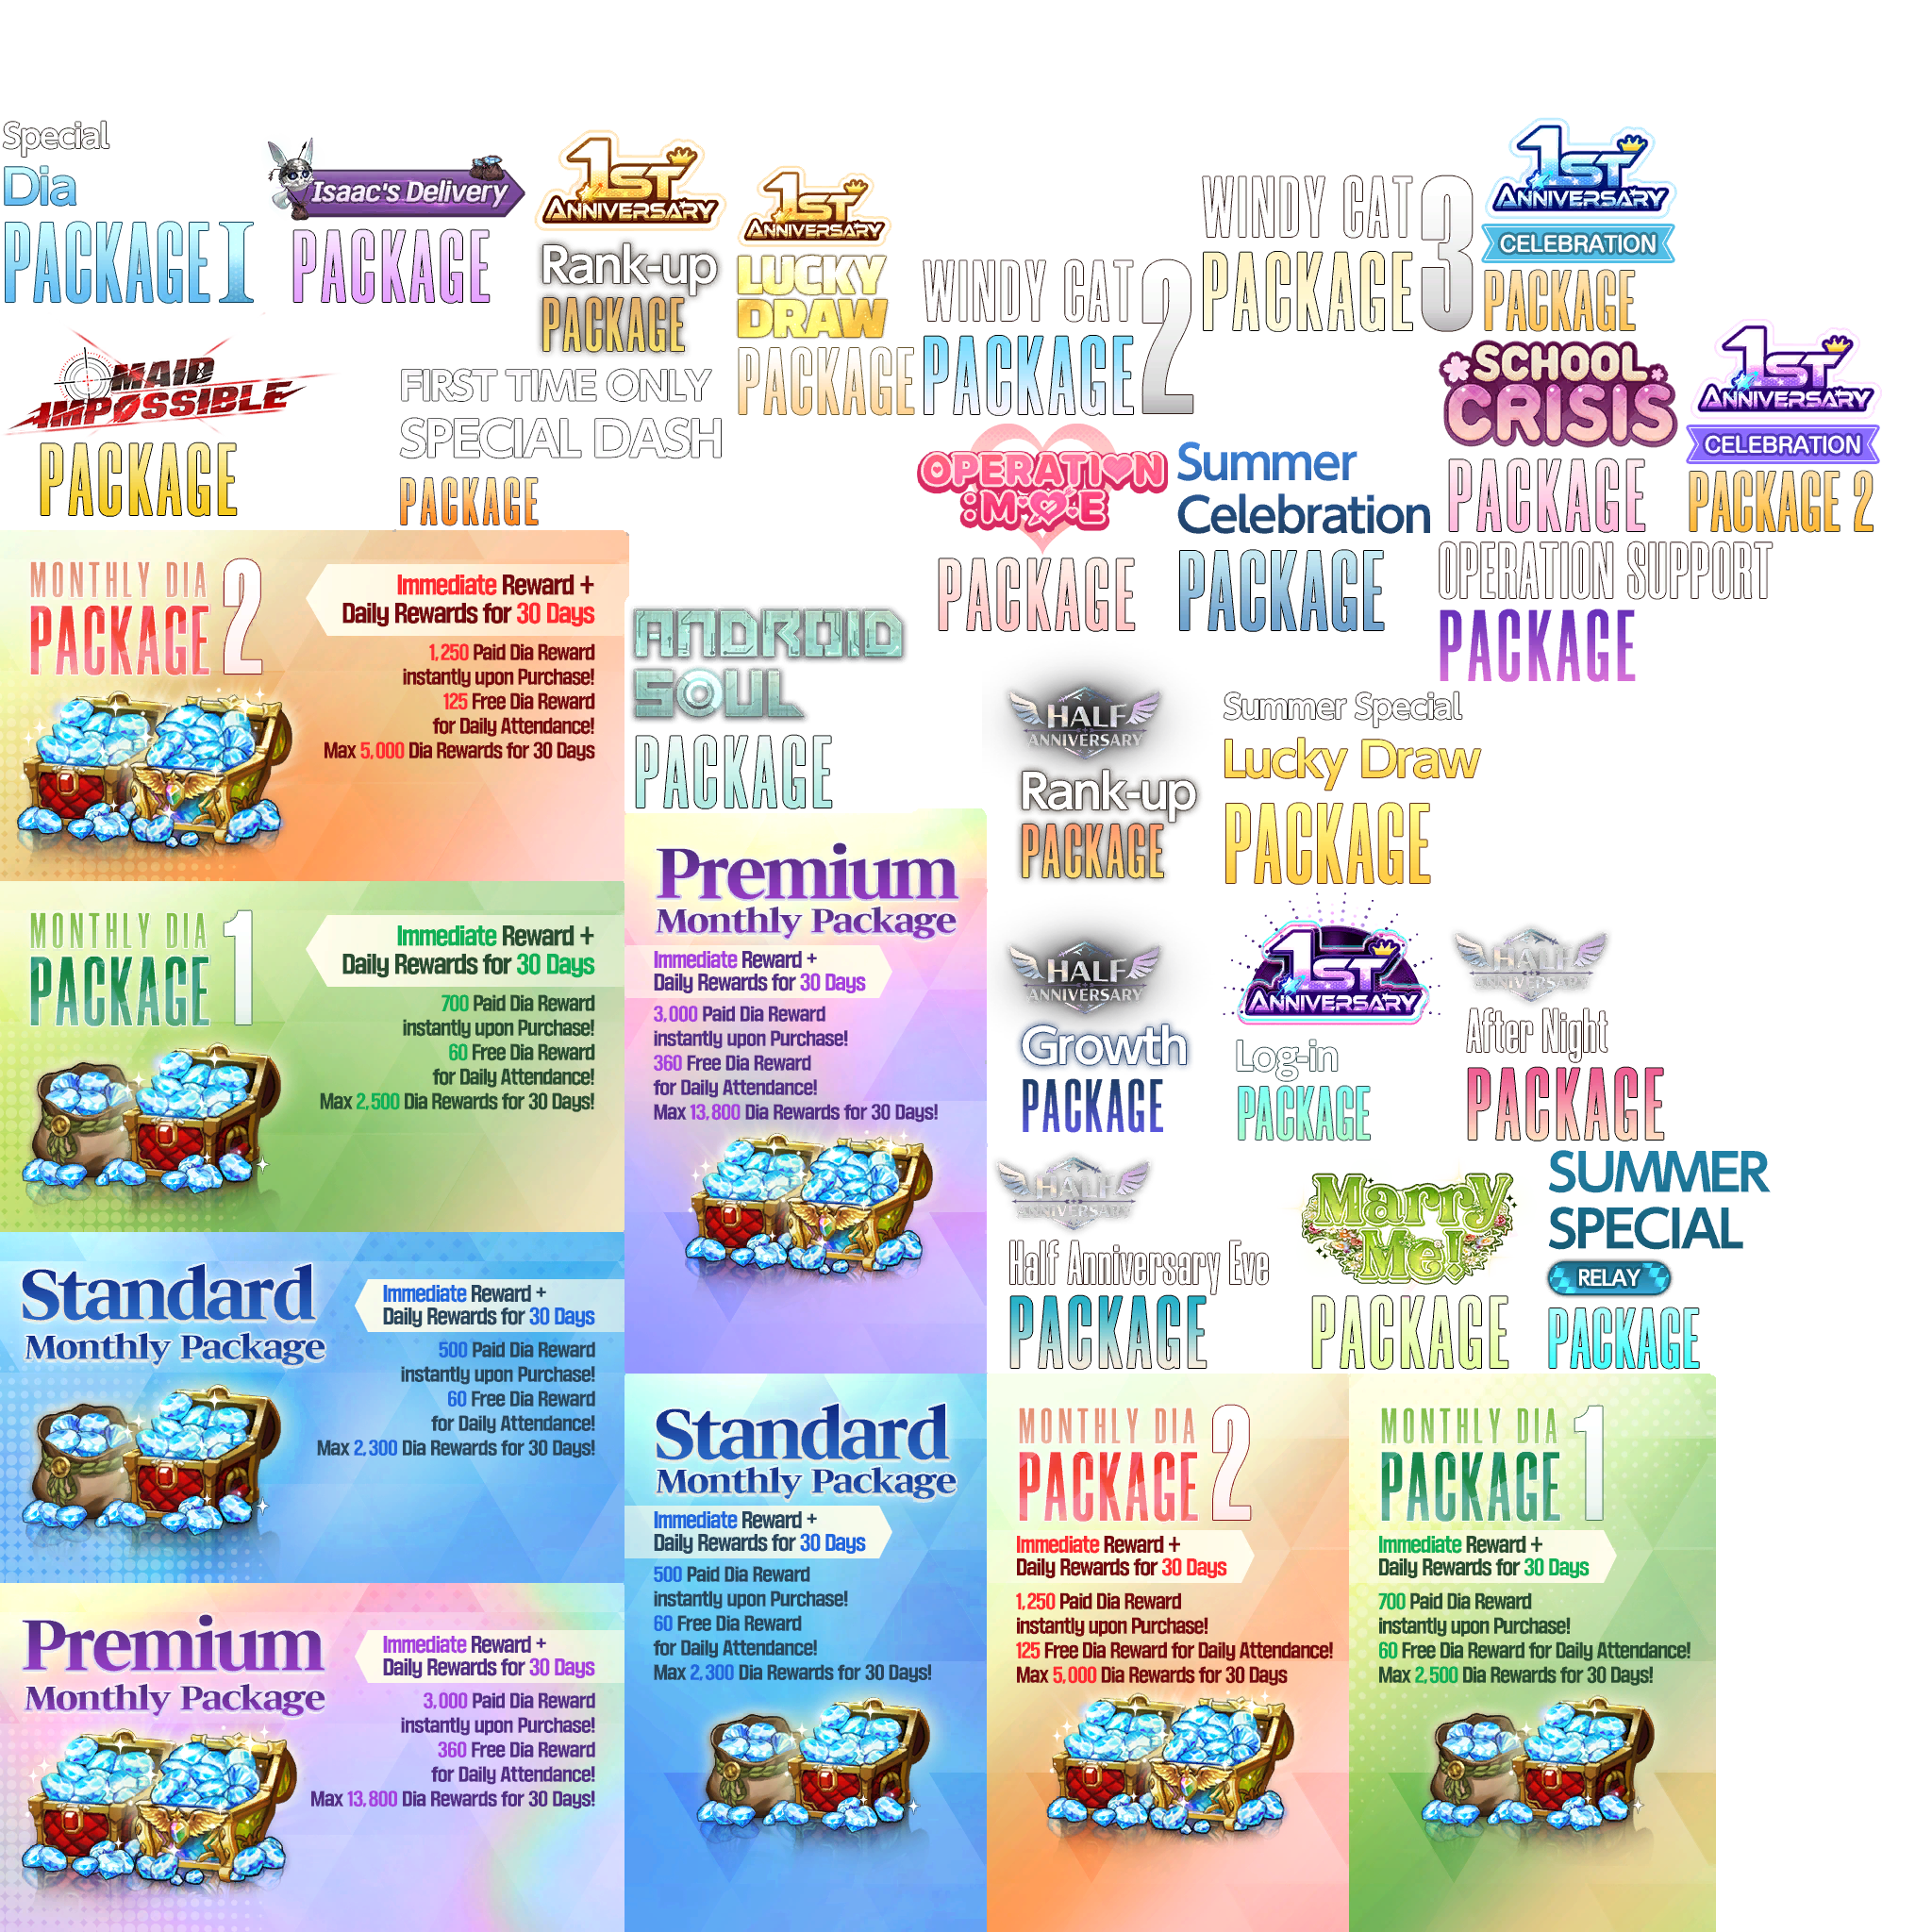 Special
Dia
PACKAGE I
Isaac's Delivery
PACKAGE
1ST
ANNIVERSARY
Rank-up
PACKAGE
1ST
ANNIVERSARY
LUCKY
DRAW
PACKAGE
WINDY CAT
PACKAGE 2
WINDY CAT
PACKAGE 3
1ST
ANNIVERSARY
CELEBRATION
PACKAGE
MAID
IMPOSSIBLE
PACKAGE
FIRST TIME ONLY
SPECIAL DASH
PACKAGE
OPERATION
:M♥E
PACKAGE
Summer
Celebration
PACKAGE
SCHOOL
CRISIS
PACKAGE
1ST
ANNIVERSARY
CELEBRATION
PACKAGE 2
OPERATION SUPPORT
PACKAGE
MONTHLY DIA
PACKAGE 2
Immediate Reward +
Daily Rewards for 30 Days
1,250 Paid Dia Reward
instantly upon Purchase!
125 Free Dia Reward
for Daily Attendance!
Max 5,000 Dia Rewards for 30 Days
ANDROID
SOUL
PACKAGE
HALF
ANNIVERSARY
Rank-up
PACKAGE
Summer Special
Lucky Draw
PACKAGE
MONTHLY DIA
PACKAGE 1
Immediate Reward +
Daily Rewards for 30 Days
700 Paid Dia Reward
instantly upon Purchase!
60 Free Dia Reward
for Daily Attendance!
Max 2,500 Dia Rewards for 30 Days!
Premium
Monthly Package
Immediate Reward +
Daily Rewards for 30 Days
3,000 Paid Dia Reward
instantly upon Purchase!
360 Free Dia Reward
for Daily Attendance!
Max 13,800 Dia Rewards for 30 Days!
HALF
ANNIVERSARY
Growth
PACKAGE
1ST
ANNIVERSARY
Log-in
PACKAGE
HALF
ANNIVERSARY
After Night
PACKAGE
HALF
ANNIVERSARY
Half Anniversary Eve
PACKAGE
Marry
Me!
PACKAGE
SUMMER
SPECIAL
RELAY
PACKAGE
Standard
Monthly Package
Immediate Reward +
Daily Rewards for 30 Days
500 Paid Dia Reward
instantly upon Purchase!
60 Free Dia Reward
for Daily Attendance!
Max 2,300 Dia Rewards for 30 Days!
Premium
Monthly Package
Immediate Reward +
Daily Rewards for 30 Days
3,000 Paid Dia Reward
instantly upon Purchase!
360 Free Dia Reward
for Daily Attendance!
Max 13,800 Dia Rewards for 30 Days!
Standard
Monthly Package
Immediate Reward +
Daily Rewards for 30 Days
500 Paid Dia Reward
instantly upon Purchase!
60 Free Dia Reward
for Daily Attendance!
Max 2,300 Dia Rewards for 30 Days!
MONTHLY DIA
PACKAGE 2
Immediate Reward +
Daily Rewards for 30 Days
1,250 Paid Dia Reward
instantly upon Purchase!
125 Free Dia Reward for Daily Attendance!
Max 5,000 Dia Rewards for 30 Days
MONTHLY DIA
PACKAGE 1
Immediate Reward +
Daily Rewards for 30 Days
700 Paid Dia Reward
instantly upon Purchase!
60 Free Dia Reward for Daily Attendance!
Max 2,500 Dia Rewards for 30 Days!